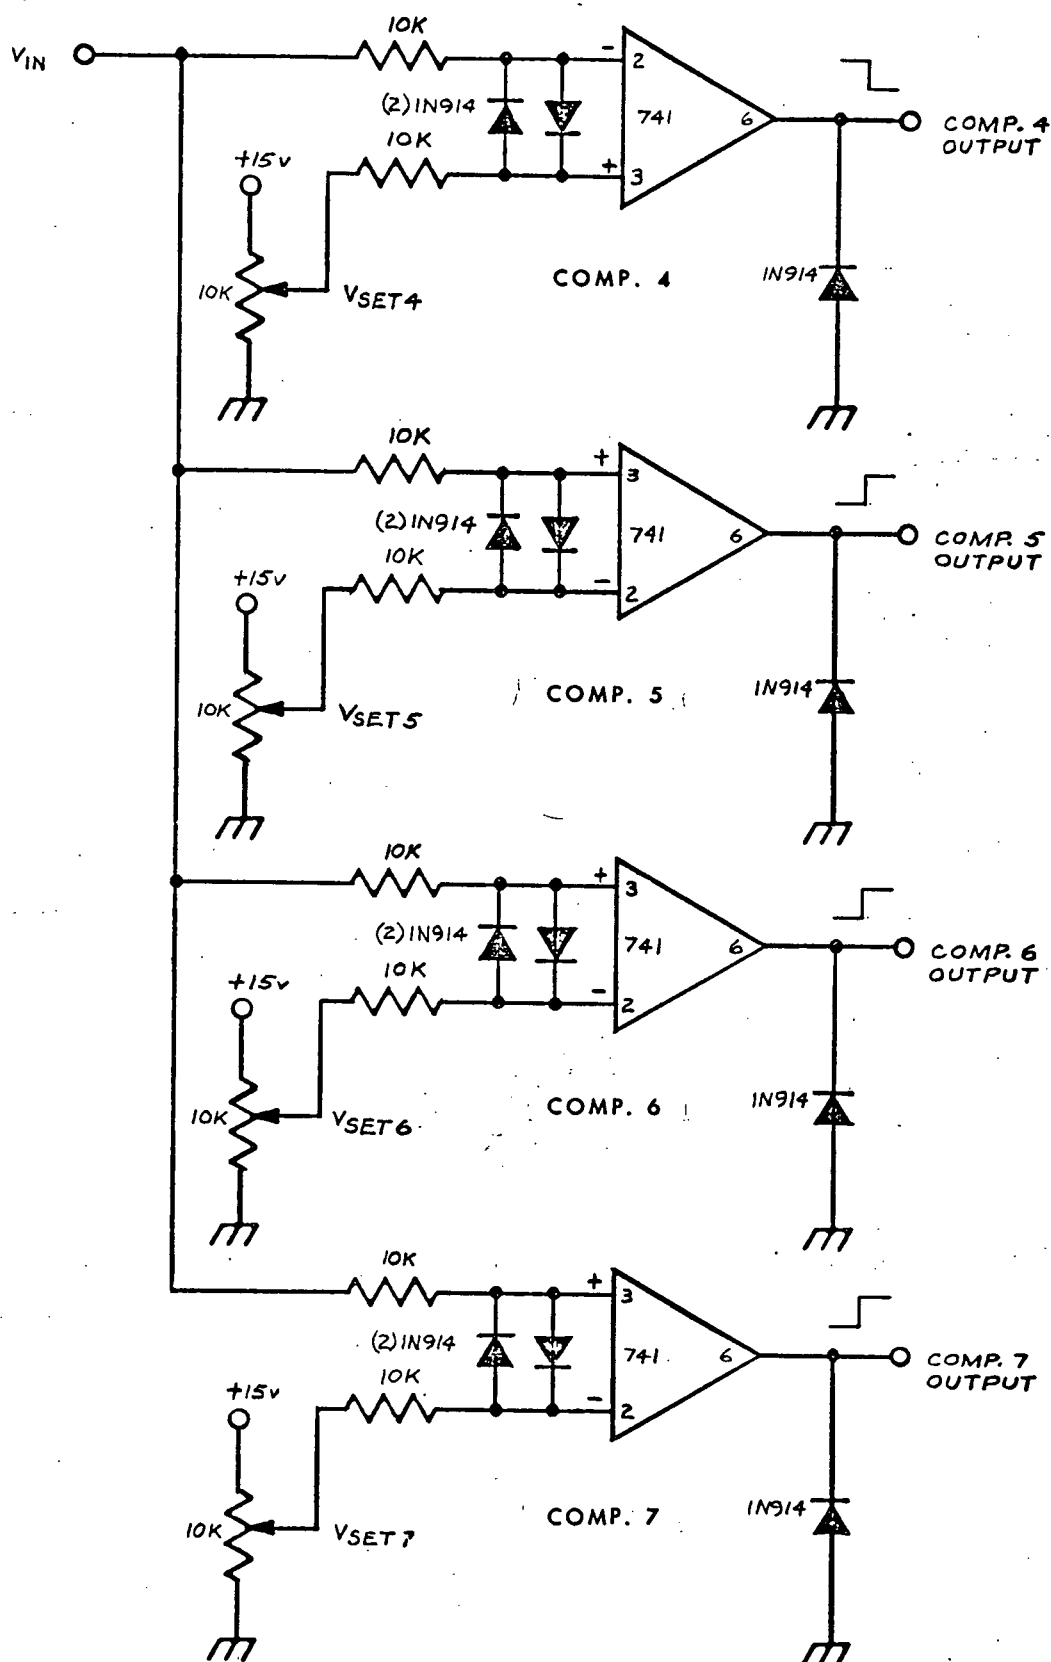 VIN
10K
- 2
(2) 1N914
741
6
COMP. 4
OUTPUT
10K
+ 3
+15V
10K
VSET4
COMP. 4
1N914
10K
+ 3
(2) 1N914
741
6
COMP. 5
OUTPUT
10K
- 2
+15V
10K
VSET5
COMP. 5
1N914
10K
+ 3
(2) 1N914
741
6
COMP. 6
OUTPUT
10K
- 2
+15V
10K
VSET6
COMP. 6
1N914
10K
+ 3
(2) 1N914
741
6
COMP. 7
OUTPUT
10K
- 2
+15V
10K
VSET7
COMP. 7
1N914